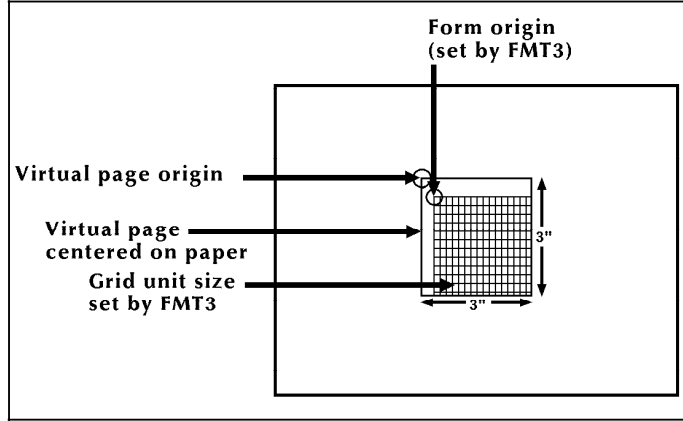 Form origin
(set by FMT3)
Virtual page origin
Virtual page
centered on paper
Grid unit size
set by FMT3
3"
3"